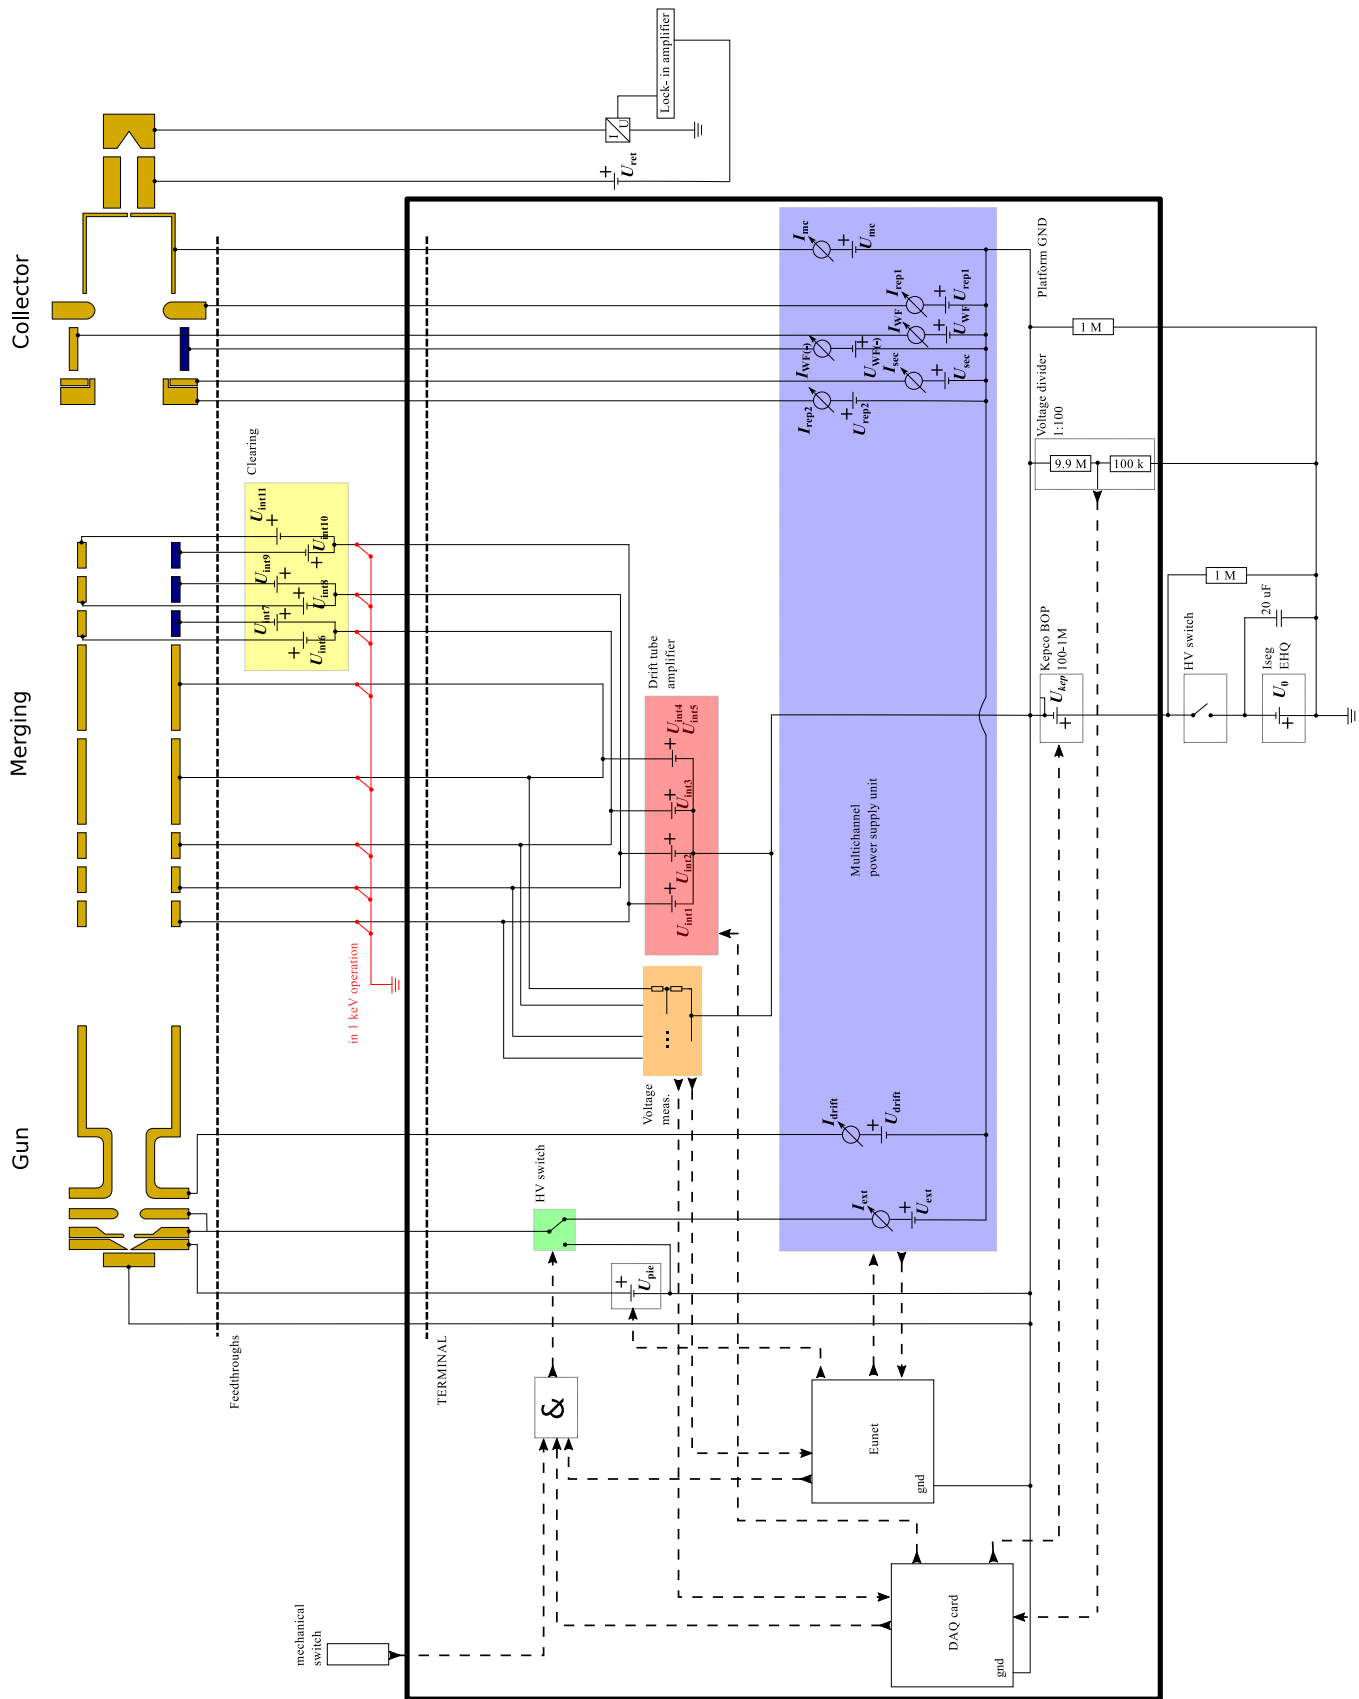 Gun
Merging
Collector
Lock- in amplifier
I
U
U_ret
+
Clearing
U_int6
U_int7
U_int8
U_int9
U_int10
U_int11
+
+
+
+
+
+
in 1 keV operation
Feedthroughs
TERMINAL
Drift tube
amplifier
U_int1
U_int2
U_int3
U_int4
U_int5
+
+
+
+
Voltage
meas.
...
HV switch
U_pie
+
&
mechanical
switch
Multichannel
power supply unit
I_ext
U_ext
+
I_drift
U_drift
+
I_rep2
U_rep2
+
I_sec
U_sec
+
I_WF(-)
U_WF(-)
+
I_WF
U_WF
+
I_rep1
U_rep1
+
I_mc
U_mc
+
Platform GND
1 M
Voltage divider
1:100
9.9 M
100 k
Kepco BOP
100-1M
U_kep
+
1 M
HV switch
20 uF
Iseg
EHQ
U_0
+
Eunet
gnd
DAQ card
gnd